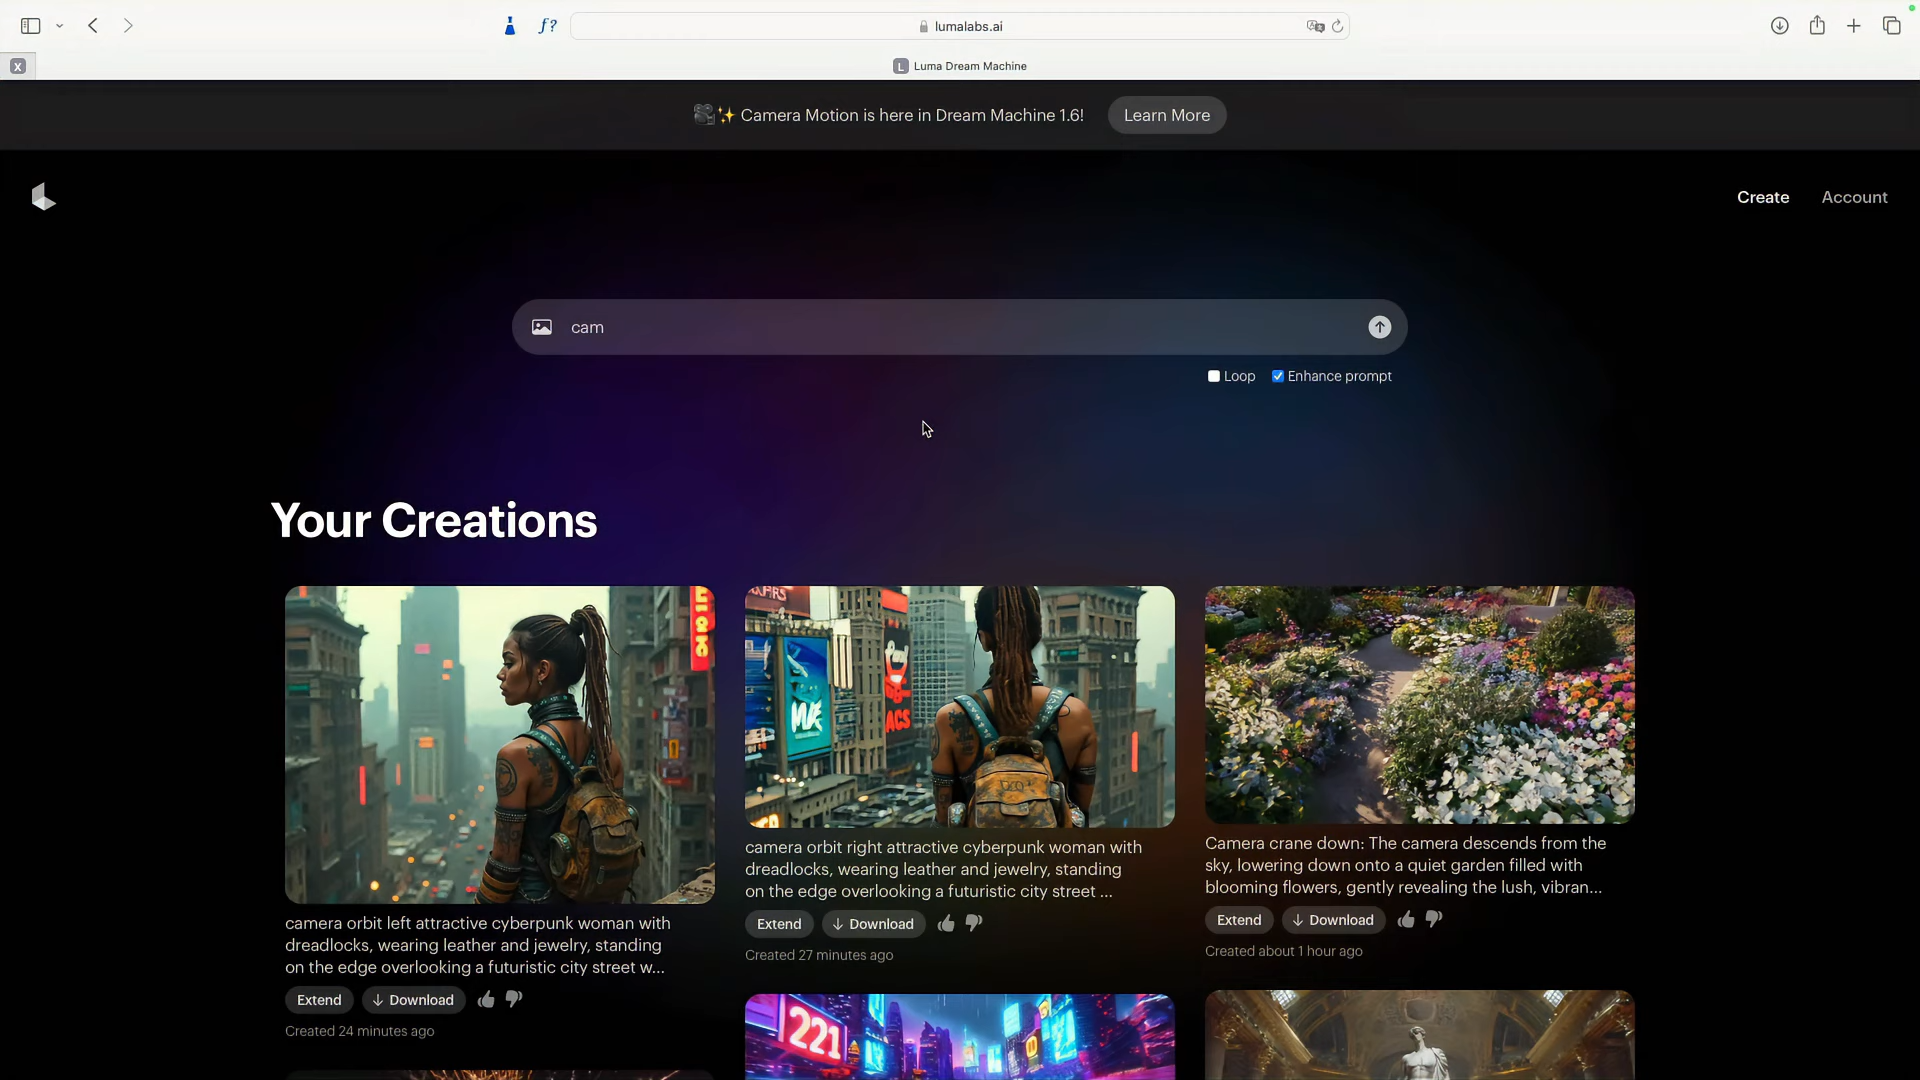 f?
lumalabs.ai
X
L Luma Dream Machine
Camera Motion is here in Dream Machine 1.6! Learn More
Create Account
cam
Loop Enhance prompt
Your Creations
camera orbit left attractive cyberpunk woman with
dreadlocks, wearing leather and jewelry, standing
on the edge overlooking a futuristic city street w...
Extend Download
Created 24 minutes ago
camera orbit right attractive cyberpunk woman with
dreadlocks, wearing leather and jewelry, standing
on the edge overlooking a futuristic city street ...
Extend Download
Created 27 minutes ago
221
Camera crane down: The camera descends from the
sky, lowering down onto a quiet garden filled with
blooming flowers, gently revealing the lush, vibran...
Extend Download
Created about 1 hour ago